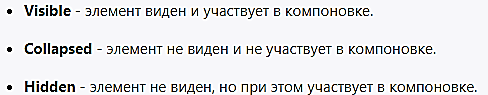 • Visible - элемент виден и участвует в компоновке.
• Collapsed - элемент не виден и не участвует в компоновке.
• Hidden - элемент не виден, но при этом участвует в компоновке.